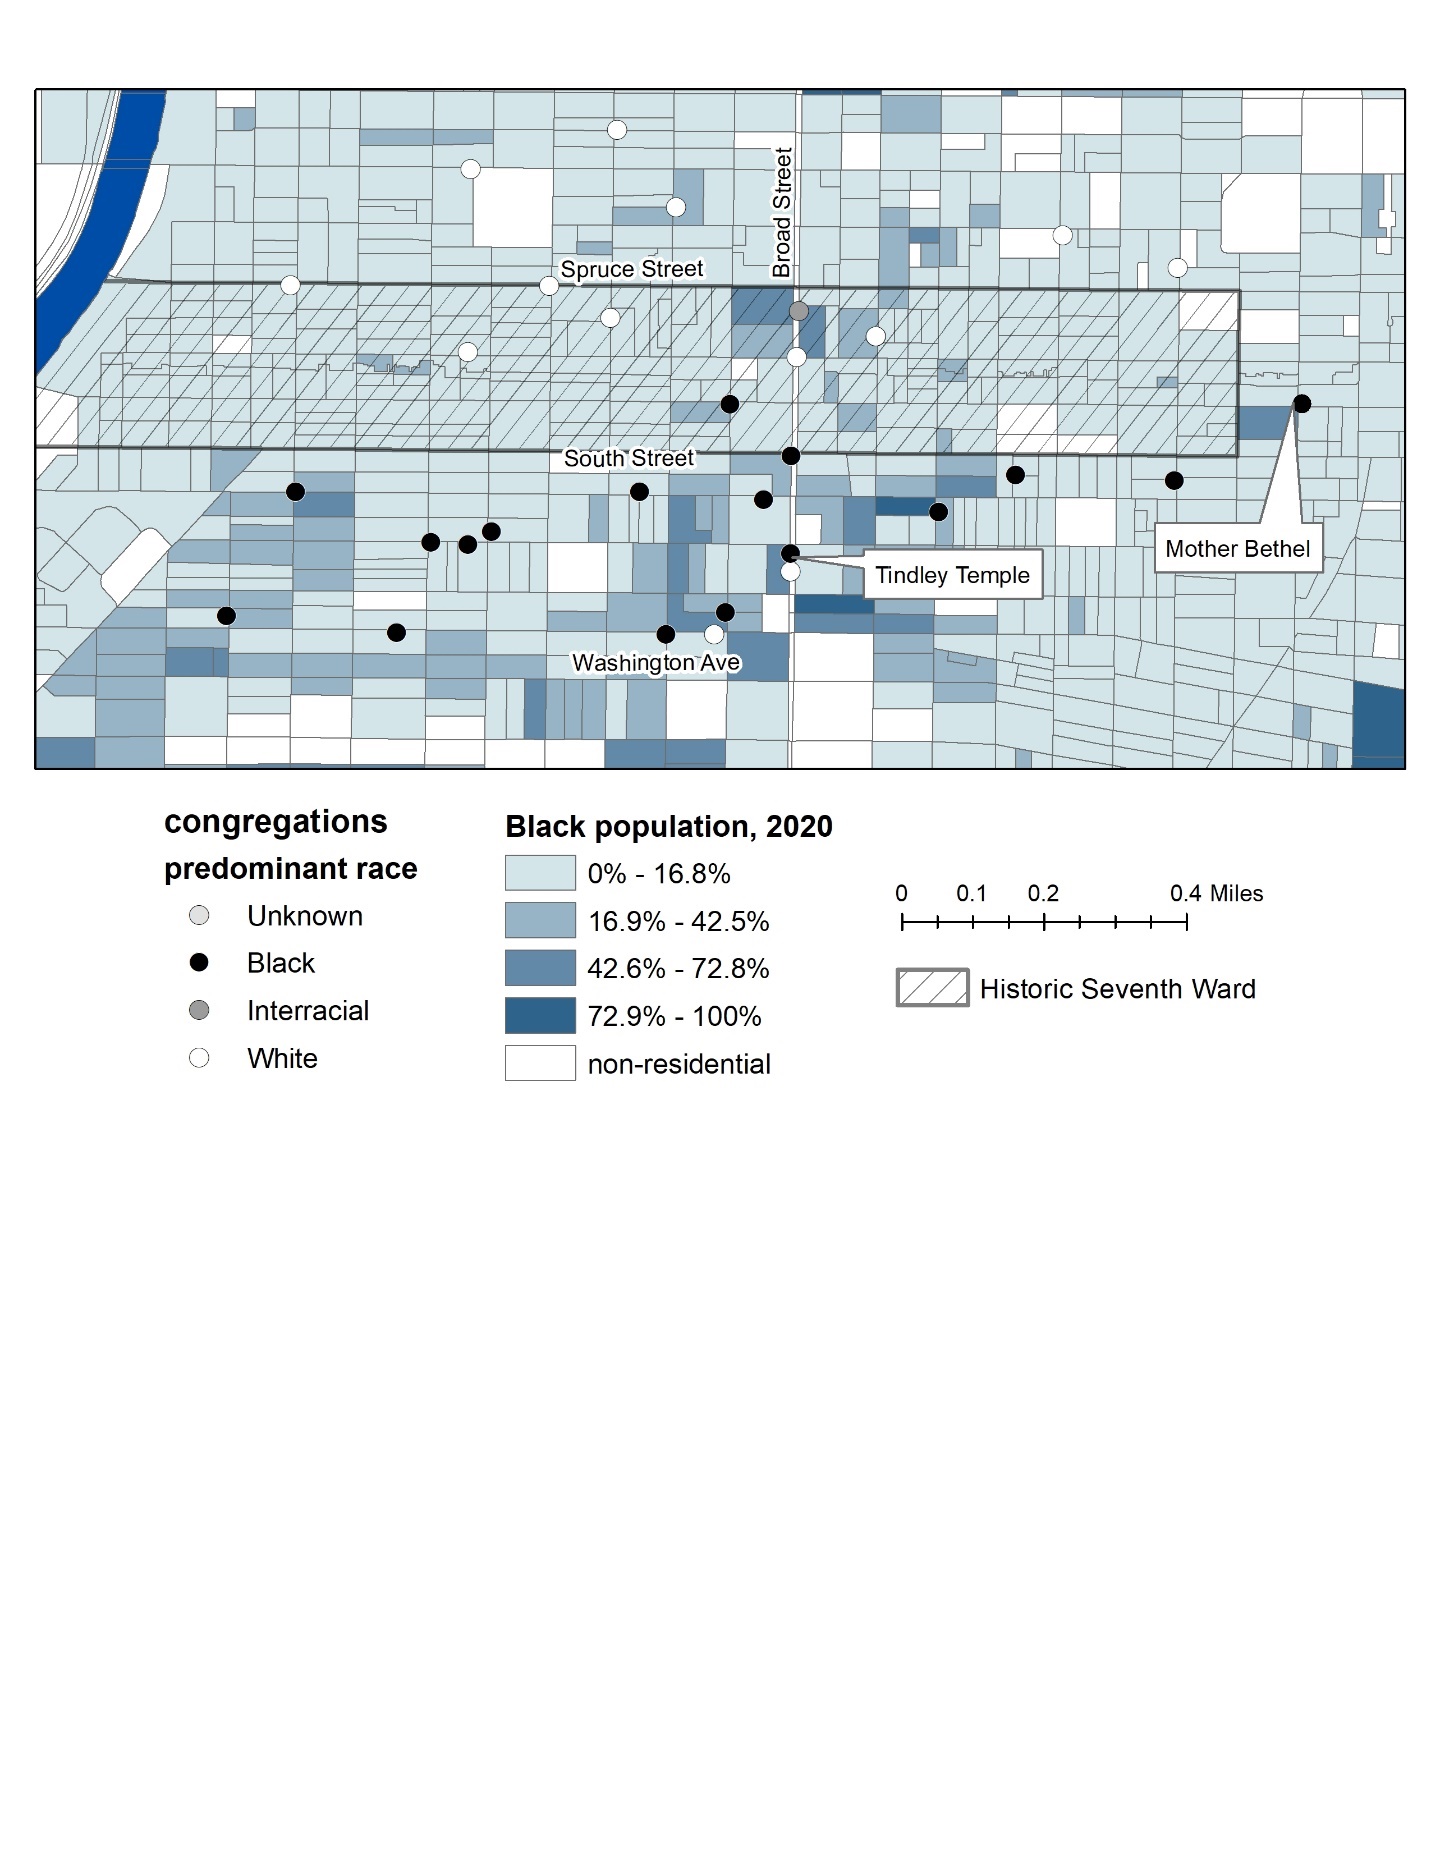 Broad Street
Spruce Street
South Street
Mother Bethel
Tindley Temple
Washington Ave
congregations
predominant race
Unknown
Black
Interracial
White
Black population, 2020
0% - 16.8%
16.9% - 42.5%
42.6% - 72.8%
72.9% - 100%
non-residential
0 0.1 0.2 0.4 Miles
Historic Seventh Ward